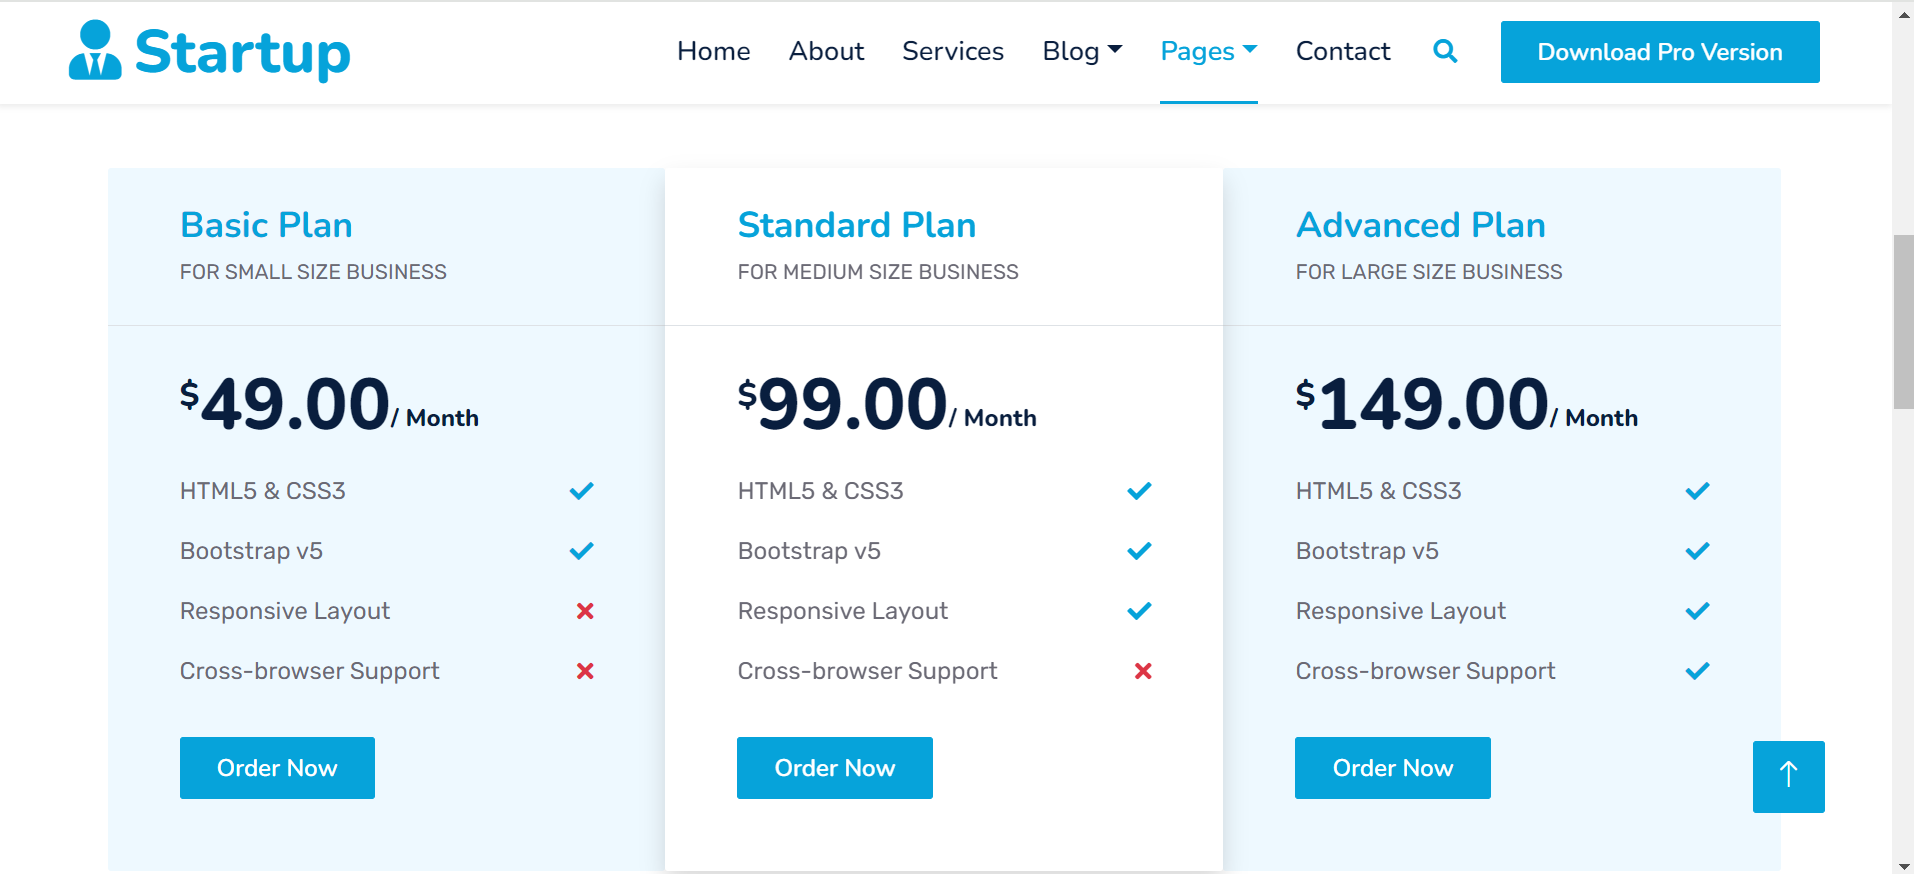 Startup
Home About Services Blog Pages Contact Download Pro Version
Basic Plan
FOR SMALL SIZE BUSINESS
$49.00/ Month
HTML5 & CSS3
Bootstrap v5
Responsive Layout
Cross-browser Support
Order Now
Standard Plan
FOR MEDIUM SIZE BUSINESS
$99.00/ Month
HTML5 & CSS3
Bootstrap v5
Responsive Layout
Cross-browser Support
Order Now
Advanced Plan
FOR LARGE SIZE BUSINESS
$149.00/ Month
HTML5 & CSS3
Bootstrap v5
Responsive Layout
Cross-browser Support
Order Now